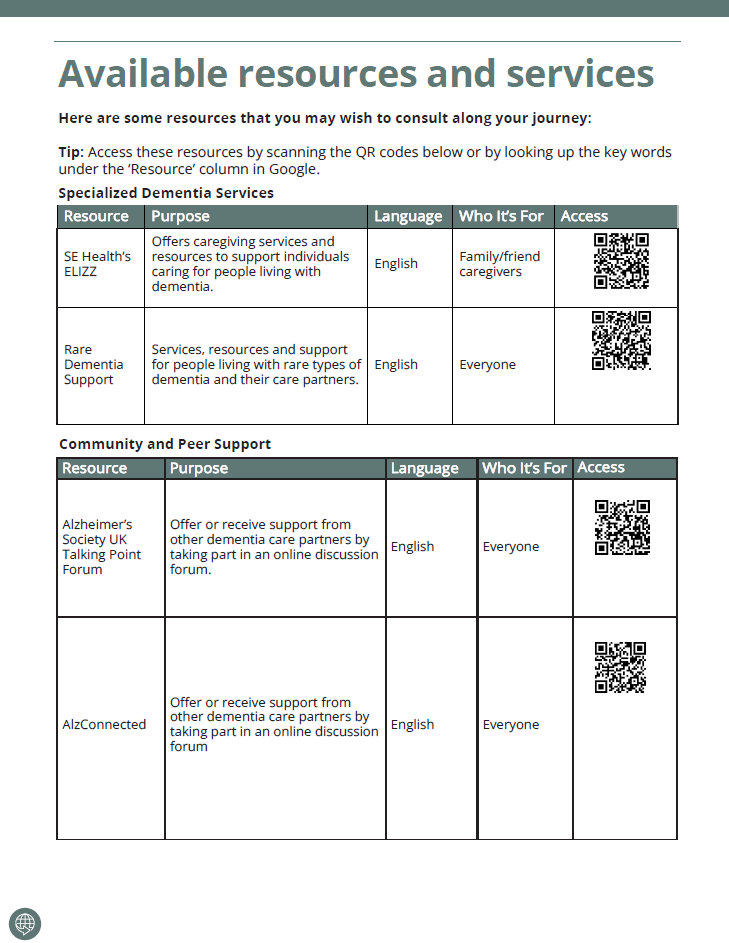 Available resources and services
Here are some resources that you may wish to consult along your journey:
Tip: Access these resources by scanning the QR codes below or by looking up the key words
under the ‘Resource’ column in Google.
Specialized Dementia Services
Resource Purpose Language Who It’s For Access
SE Health’s
ELIZZ
Offers caregiving services and
resources to support individuals
caring for people living with
dementia.
English
Family/friend
caregivers
Rare
Dementia
Support
Services, resources and support
for people living with rare types of
dementia and their care partners.
English
Everyone
Community and Peer Support
Resource Purpose Language Who It’s For Access
Alzheimer’s
Society UK
Talking Point
Forum
Offer or receive support from
other dementia care partners by
taking part in an online discussion
forum.
English
Everyone
AlzConnected
Offer or receive support from
other dementia care partners by
taking part in an online discussion
forum
English
Everyone